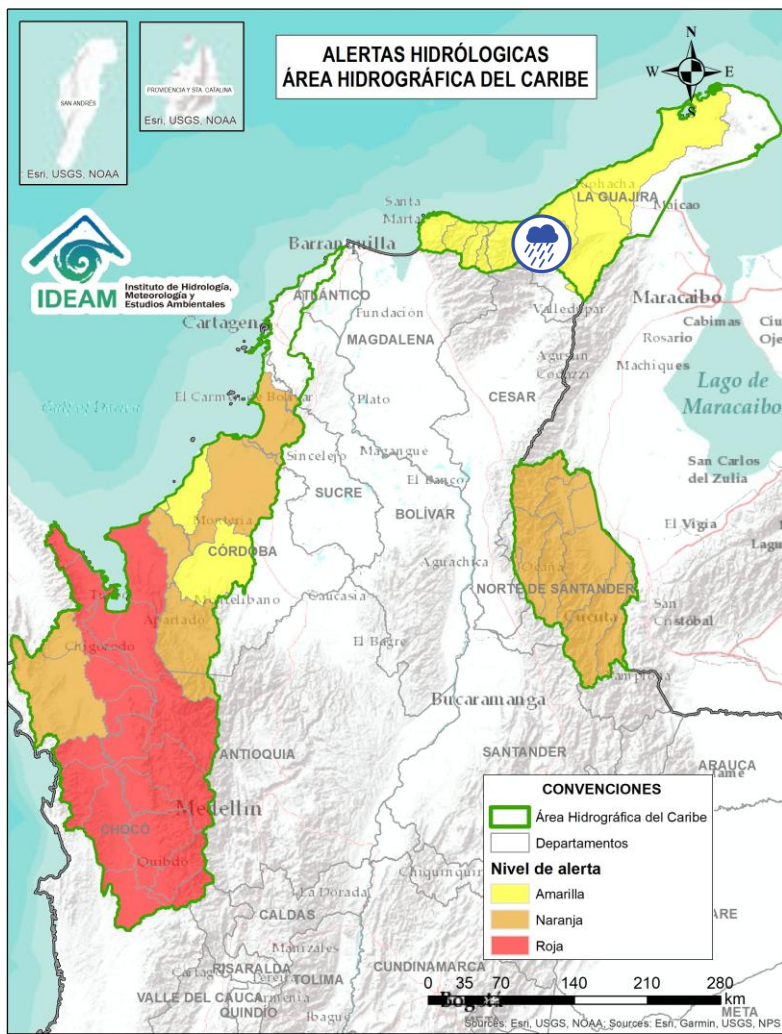 ALERTAS HIDRÓLOGICAS
ÁREA HIDROGRÁFICA DEL CARIBE
N
W
E
S
SAN ANDRÉS
Esri, USGS, NOAA
PROVIDENCIA Y STA. CATALINA
Esri, USGS, NOAA
IDEAM
Instituto de Hidrología,
Meteorología y
Estudios Ambientales
LA GUAJIRA
Maicao
Santa
Marta
Barranquilla
ATLÁNTICO
Cartagen
Fundación
MAGDALENA
Valledupar
Maracaibo
Cabimas
Rosario
Machiques
Agustín
Codazzi
CESAR
Lago de
Maracaibo
El Carmen de Bolívar
Plato
Sincelejo
Magangue
SUCRE
El Banco
BOLÍVAR
San Carlos
del Zulia
El Vigia
Montería
CÓRDOBA
Aguachica
Ocaña
NORTE DE SANTANDER
Montelíbano
Caucasia
Cúcuta
San
Cristóbal
Apartadó
El Bagre
Chigorodó
Bucaramanga
ANTIOQUIA
SANTANDER
ARAUCA
Medellín
CHOCÓ
Quibdó
La Dorada
CALDAS
Manizales
RISARALDA
TOLIMA
CUNDINAMARCA
VALLE DEL CAUCA
QUINDÍO
Ibague
Bogotá
META
META
CONVENCIONES
Área Hidrográfica del Caribe
Departamentos
Nivel de alerta
Amarilla
Naranja
Roja
0 35 70 140 210 280
km
Sources: Esri, USGS, NOAA; Sources: Esri, Garmin, USGS, NPS